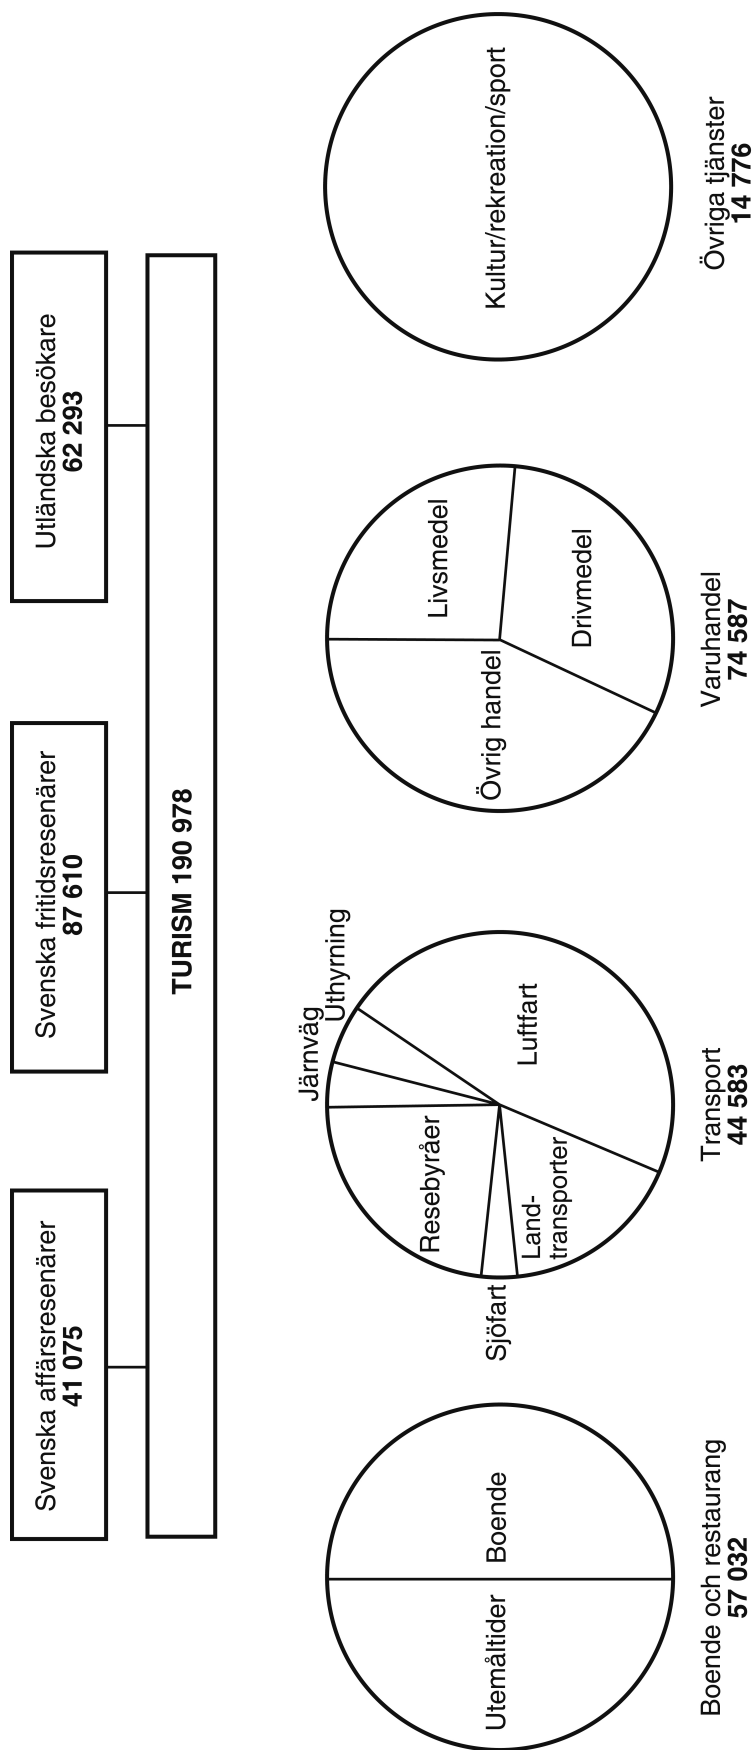 Svenska affärsresenärer
41 075
Svenska fritidsresenärer
87 610
Utländska besökare
62 293
TURISM 190 978
Utemåltider
Boende
Boende och restaurang
57 032
Järnväg
Uthyrning
Resebyråer
Luftfart
Sjöfart
Land-
transporter
Transport
44 583
Övrig handel
Livsmedel
Drivmedel
Varuhandel
74 587
Kultur/rekreation/sport
Övriga tjänster
14 776